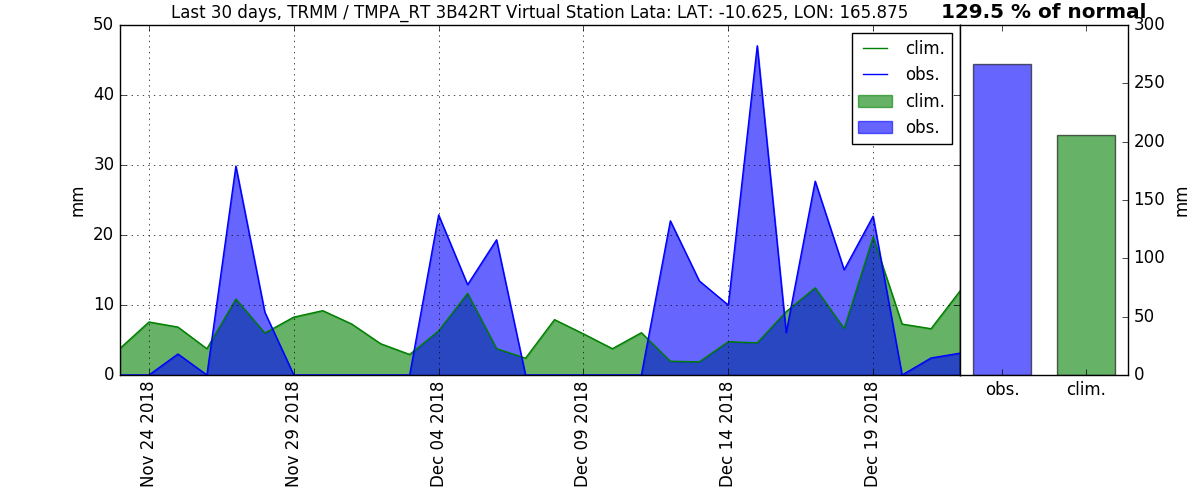 Last 30 days, TRMM / TMPA_RT 3B42RT Virtual Station Lata: LAT: -10.625, LON: 165.875
129.5 % of normal
50
40
30
20
10
0
mm
clim.
obs.
clim.
obs.
Nov 24 2018
Nov 29 2018
Dec 04 2018
Dec 09 2018
Dec 14 2018
Dec 19 2018
300
250
200
150
100
50
0
mm
obs.
clim.